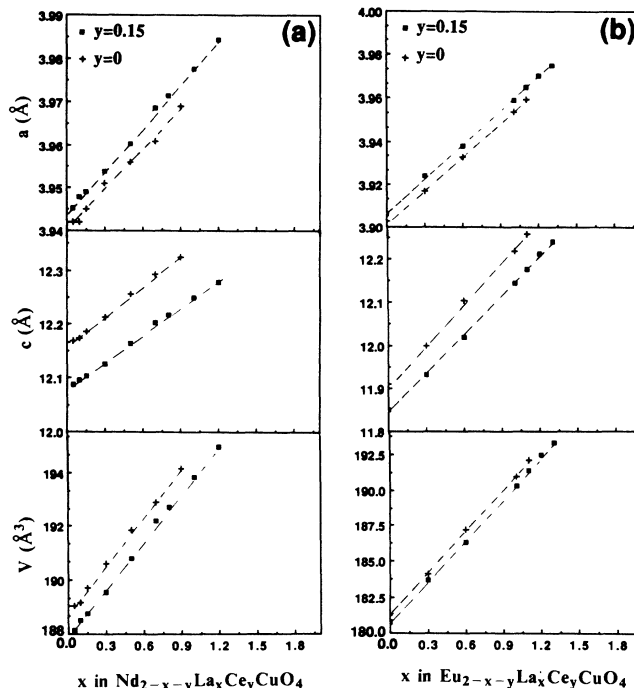 (a)
y=0.15
y=0
3.99
3.98
3.97
3.96
3.95
3.94
a (Å)
12.3
12.2
12.1
12.0
c (Å)
194
192
190
188
V (Å³)
0.0 0.3 0.6 0.9 1.2 1.5 1.8
x in Nd₂₋ₓ₋yLaₓCeyCuO₄
(b)
y=0.15
y=0
4.00
3.98
3.96
3.94
3.92
3.90
12.2
12.1
12.0
11.9
11.8
192.5
190.0
187.5
185.0
182.5
180.0
0.0 0.3 0.6 0.9 1.2 1.5 1.8
x in Eu₂₋ₓ₋yLaₓCeyCuO₄